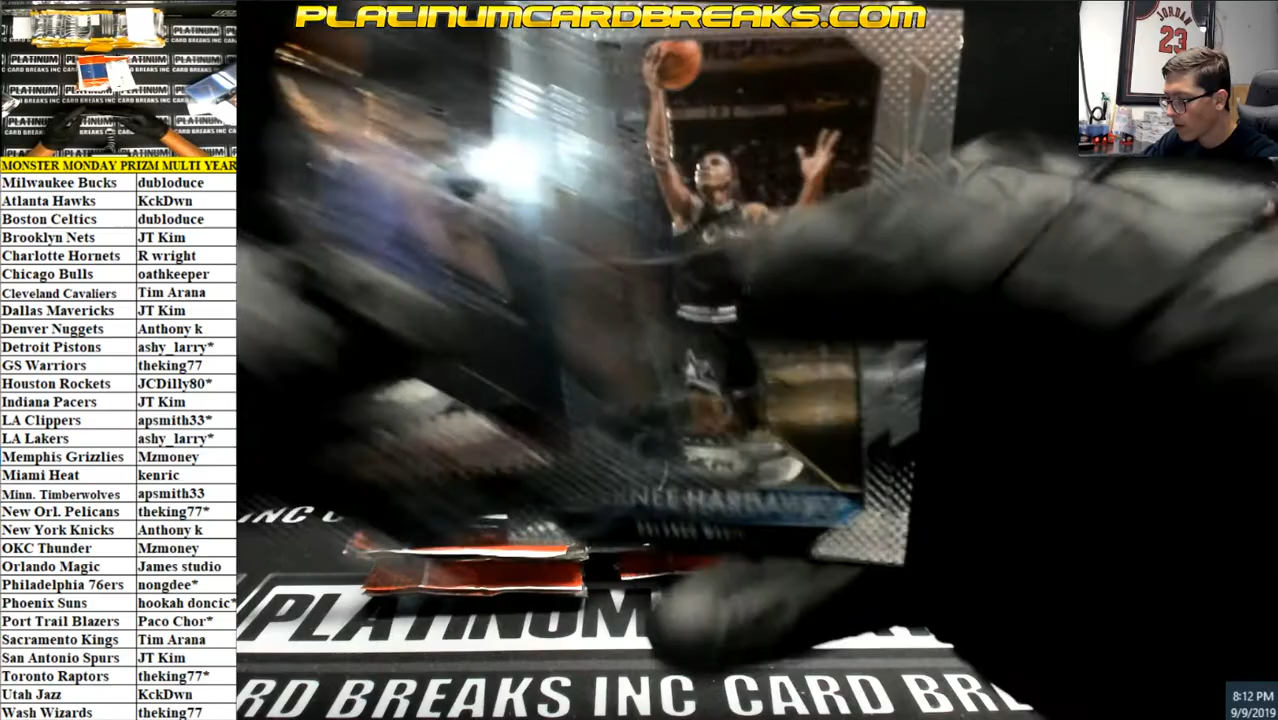 PLATINUMCARDBREAKS.COM
JORDAN
23
MONSTER MONDAY PRIZM MULTI YEAR
Milwaukee Bucks dubloduce
Atlanta Hawks KckDwn
Boston Celtics dubloduce
Brooklyn Nets JT Kim
Charlotte Hornets R wright
Chicago Bulls oathkeeper
Cleveland Cavaliers Tim Arana
Dallas Mavericks JT Kim
Denver Nuggets Anthony k
Detroit Pistons ashy_larry*
GS Warriors theking77
Houston Rockets JCDilly80*
Indiana Pacers JT Kim
LA Clippers apsmith33*
LA Lakers ashy_larry*
Memphis Grizzlies Mzmoney
Miami Heat kenric
Minn. Timberwolves apsmith33
New Orl. Pelicans theking77*
New York Knicks Anthony k
OKC Thunder Mzmoney
Orlando Magic James studio
Philadelphia 76ers nongdee*
Phoenix Suns hookah doncic*
Port Trail Blazers Paco Chor*
Sacramento Kings Tim Arana
San Antonio Spurs JT Kim
Toronto Raptors theking77*
Utah Jazz KckDwn
Wash Wizards theking77
INC
PLATINUM
RD BREAKS INC CARD BR
8:12 PM
9/9/2019